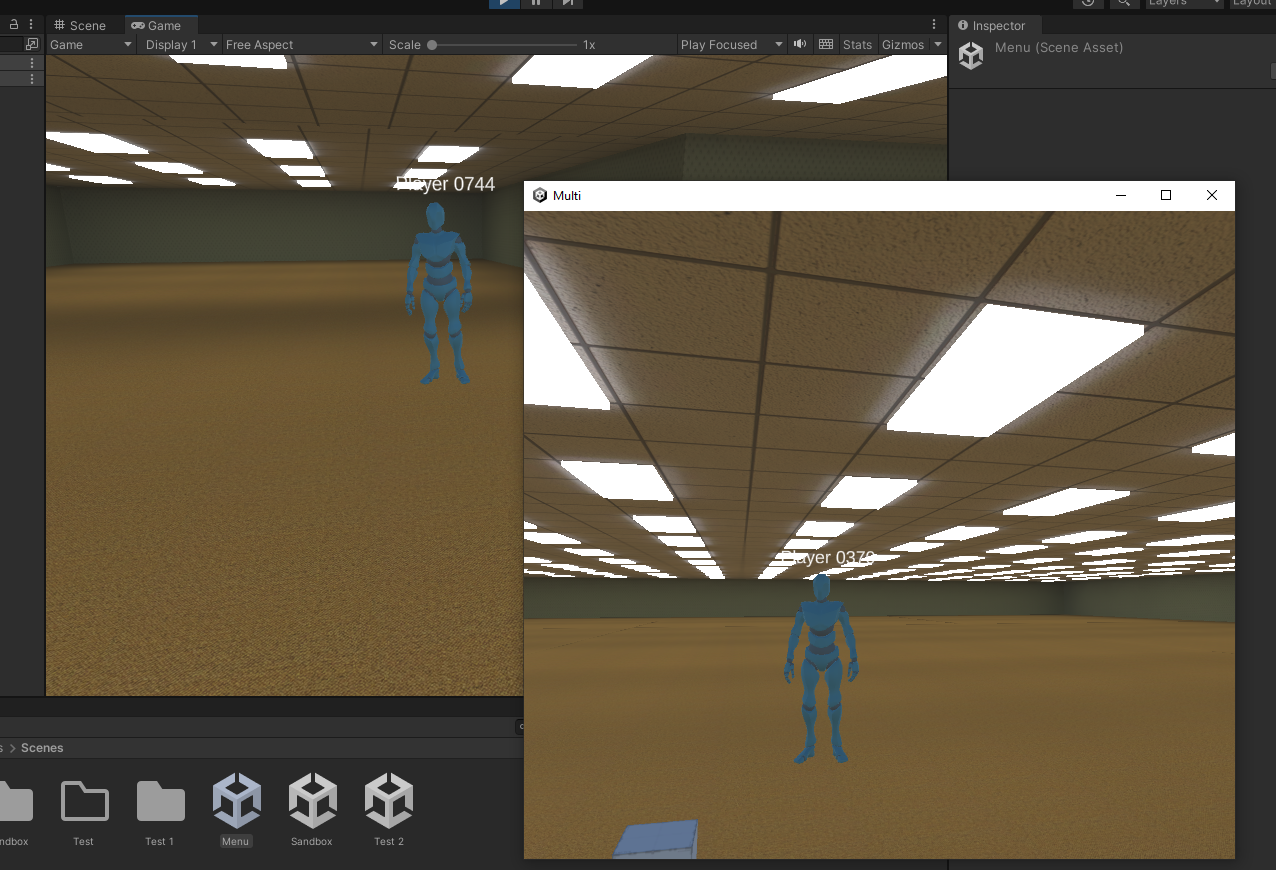 Layers
Layout
Scene
Game
Inspector
Game
Display 1
Free Aspect
Scale
1x
Play Focused
Stats
Gizmos
Menu (Scene Asset)
Player 0744
Multi
Player 0379
s > Scenes
ndbox
Test
Test 1
Menu
Sandbox
Test 2